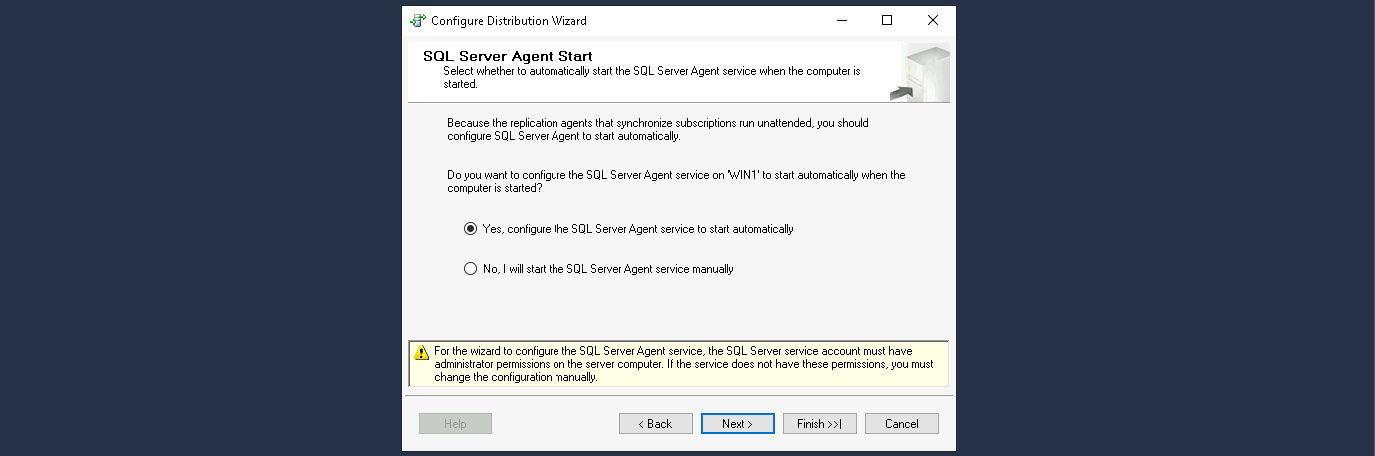 Configure Distribution Wizard
SQL Server Agent Start
Select whether to automatically start the SQL Server Agent service when the computer is
started.
Because the replication agents that synchronize subscriptions run unattended, you should
configure SQL Server Agent to start automatically.
Do you want to configure the SQL Server Agent service on 'WIN1' to start automatically when the
computer is started?
Yes, configure the SQL Server Agent service to start automatically
No, I will start the SQL Server Agent service manually
For the wizard to configure the SQL Server Agent service, the SQL Server service account must have
administrator permissions on the server computer. If the service does not have these permissions, you must
change the configuration manually.
Help
< Back
Next >
Finish >>|
Cancel